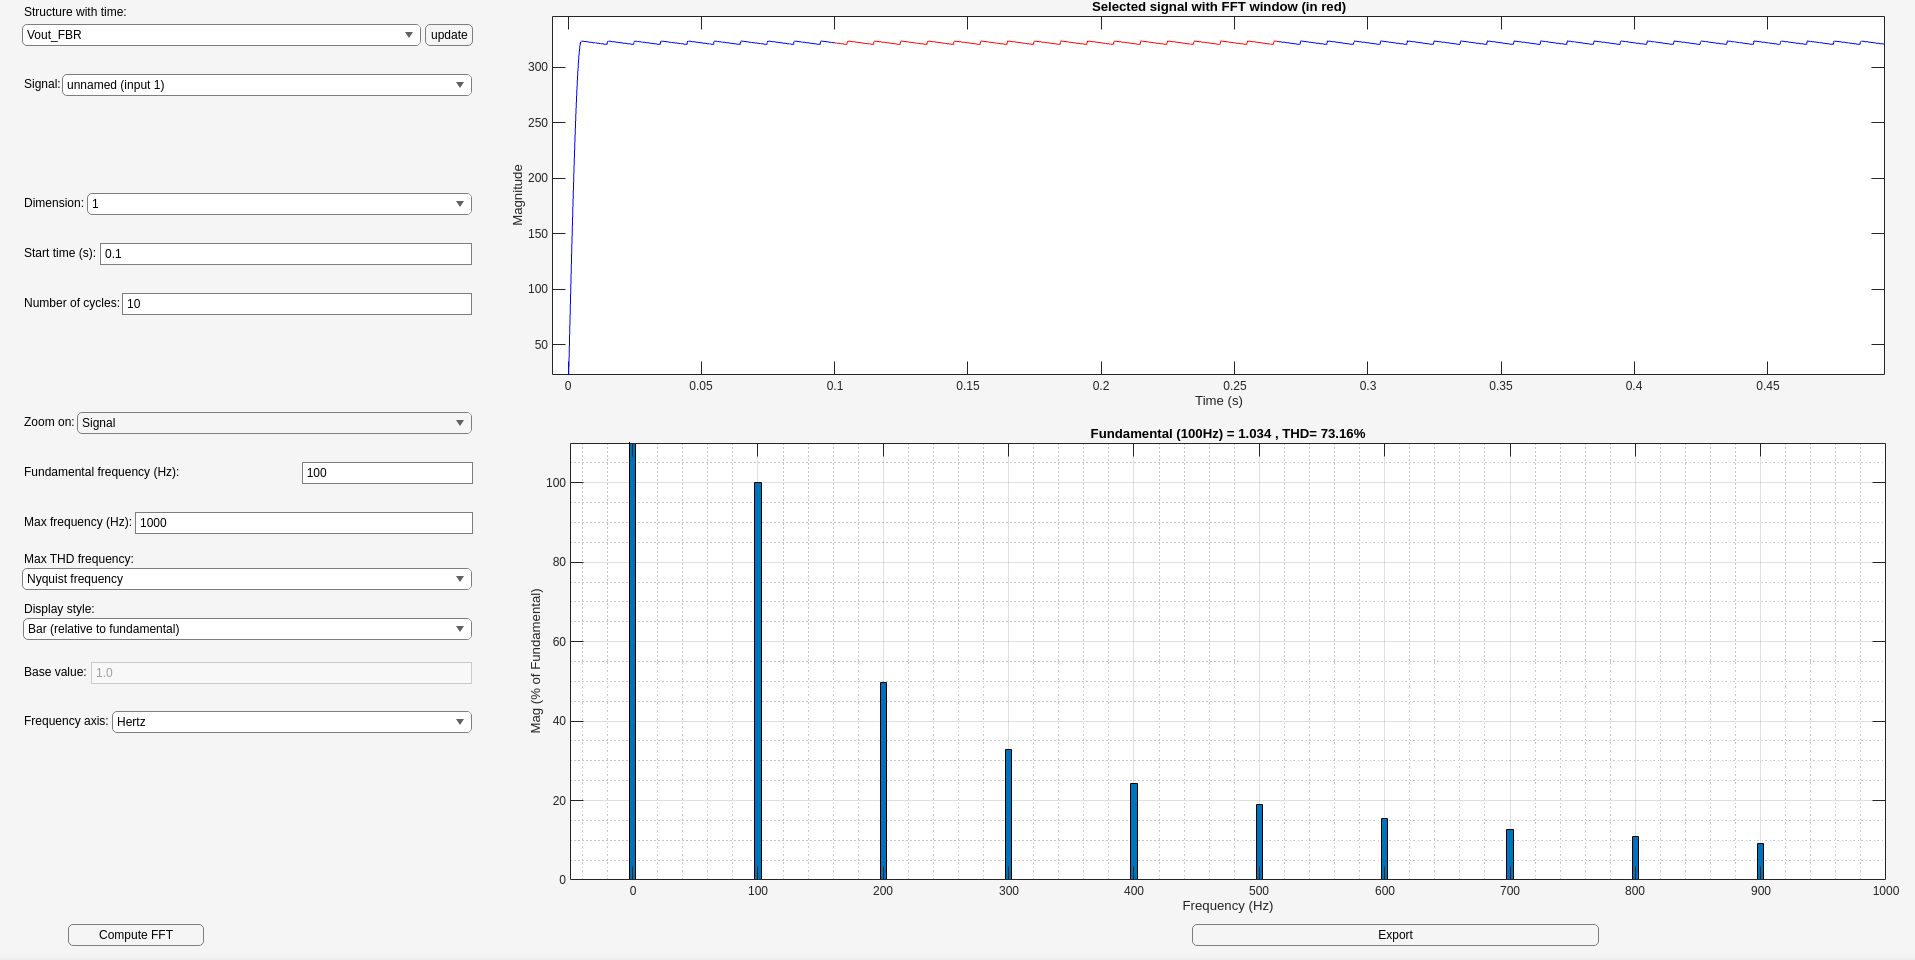 Structure with time:
Vout_FBR
update
Signal:
unnamed (input 1)
Dimension:
1
Start time (s):
0.1
Number of cycles:
10
Zoom on:
Signal
Fundamental frequency (Hz):
100
Max frequency (Hz):
1000
Max THD frequency:
Nyquist frequency
Display style:
Bar (relative to fundamental)
Base value:
1.0
Frequency axis:
Hertz
Compute FFT
Selected signal with FFT window (in red)
Magnitude
300
250
200
150
100
50
0 0.05 0.1 0.15 0.2 0.25 0.3 0.35 0.4 0.45
Time (s)
Fundamental (100Hz) = 1.034 , THD= 73.16%
Mag (% of Fundamental)
100
80
60
40
20
0
0 100 200 300 400 500 600 700 800 900 1000
Frequency (Hz)
Export